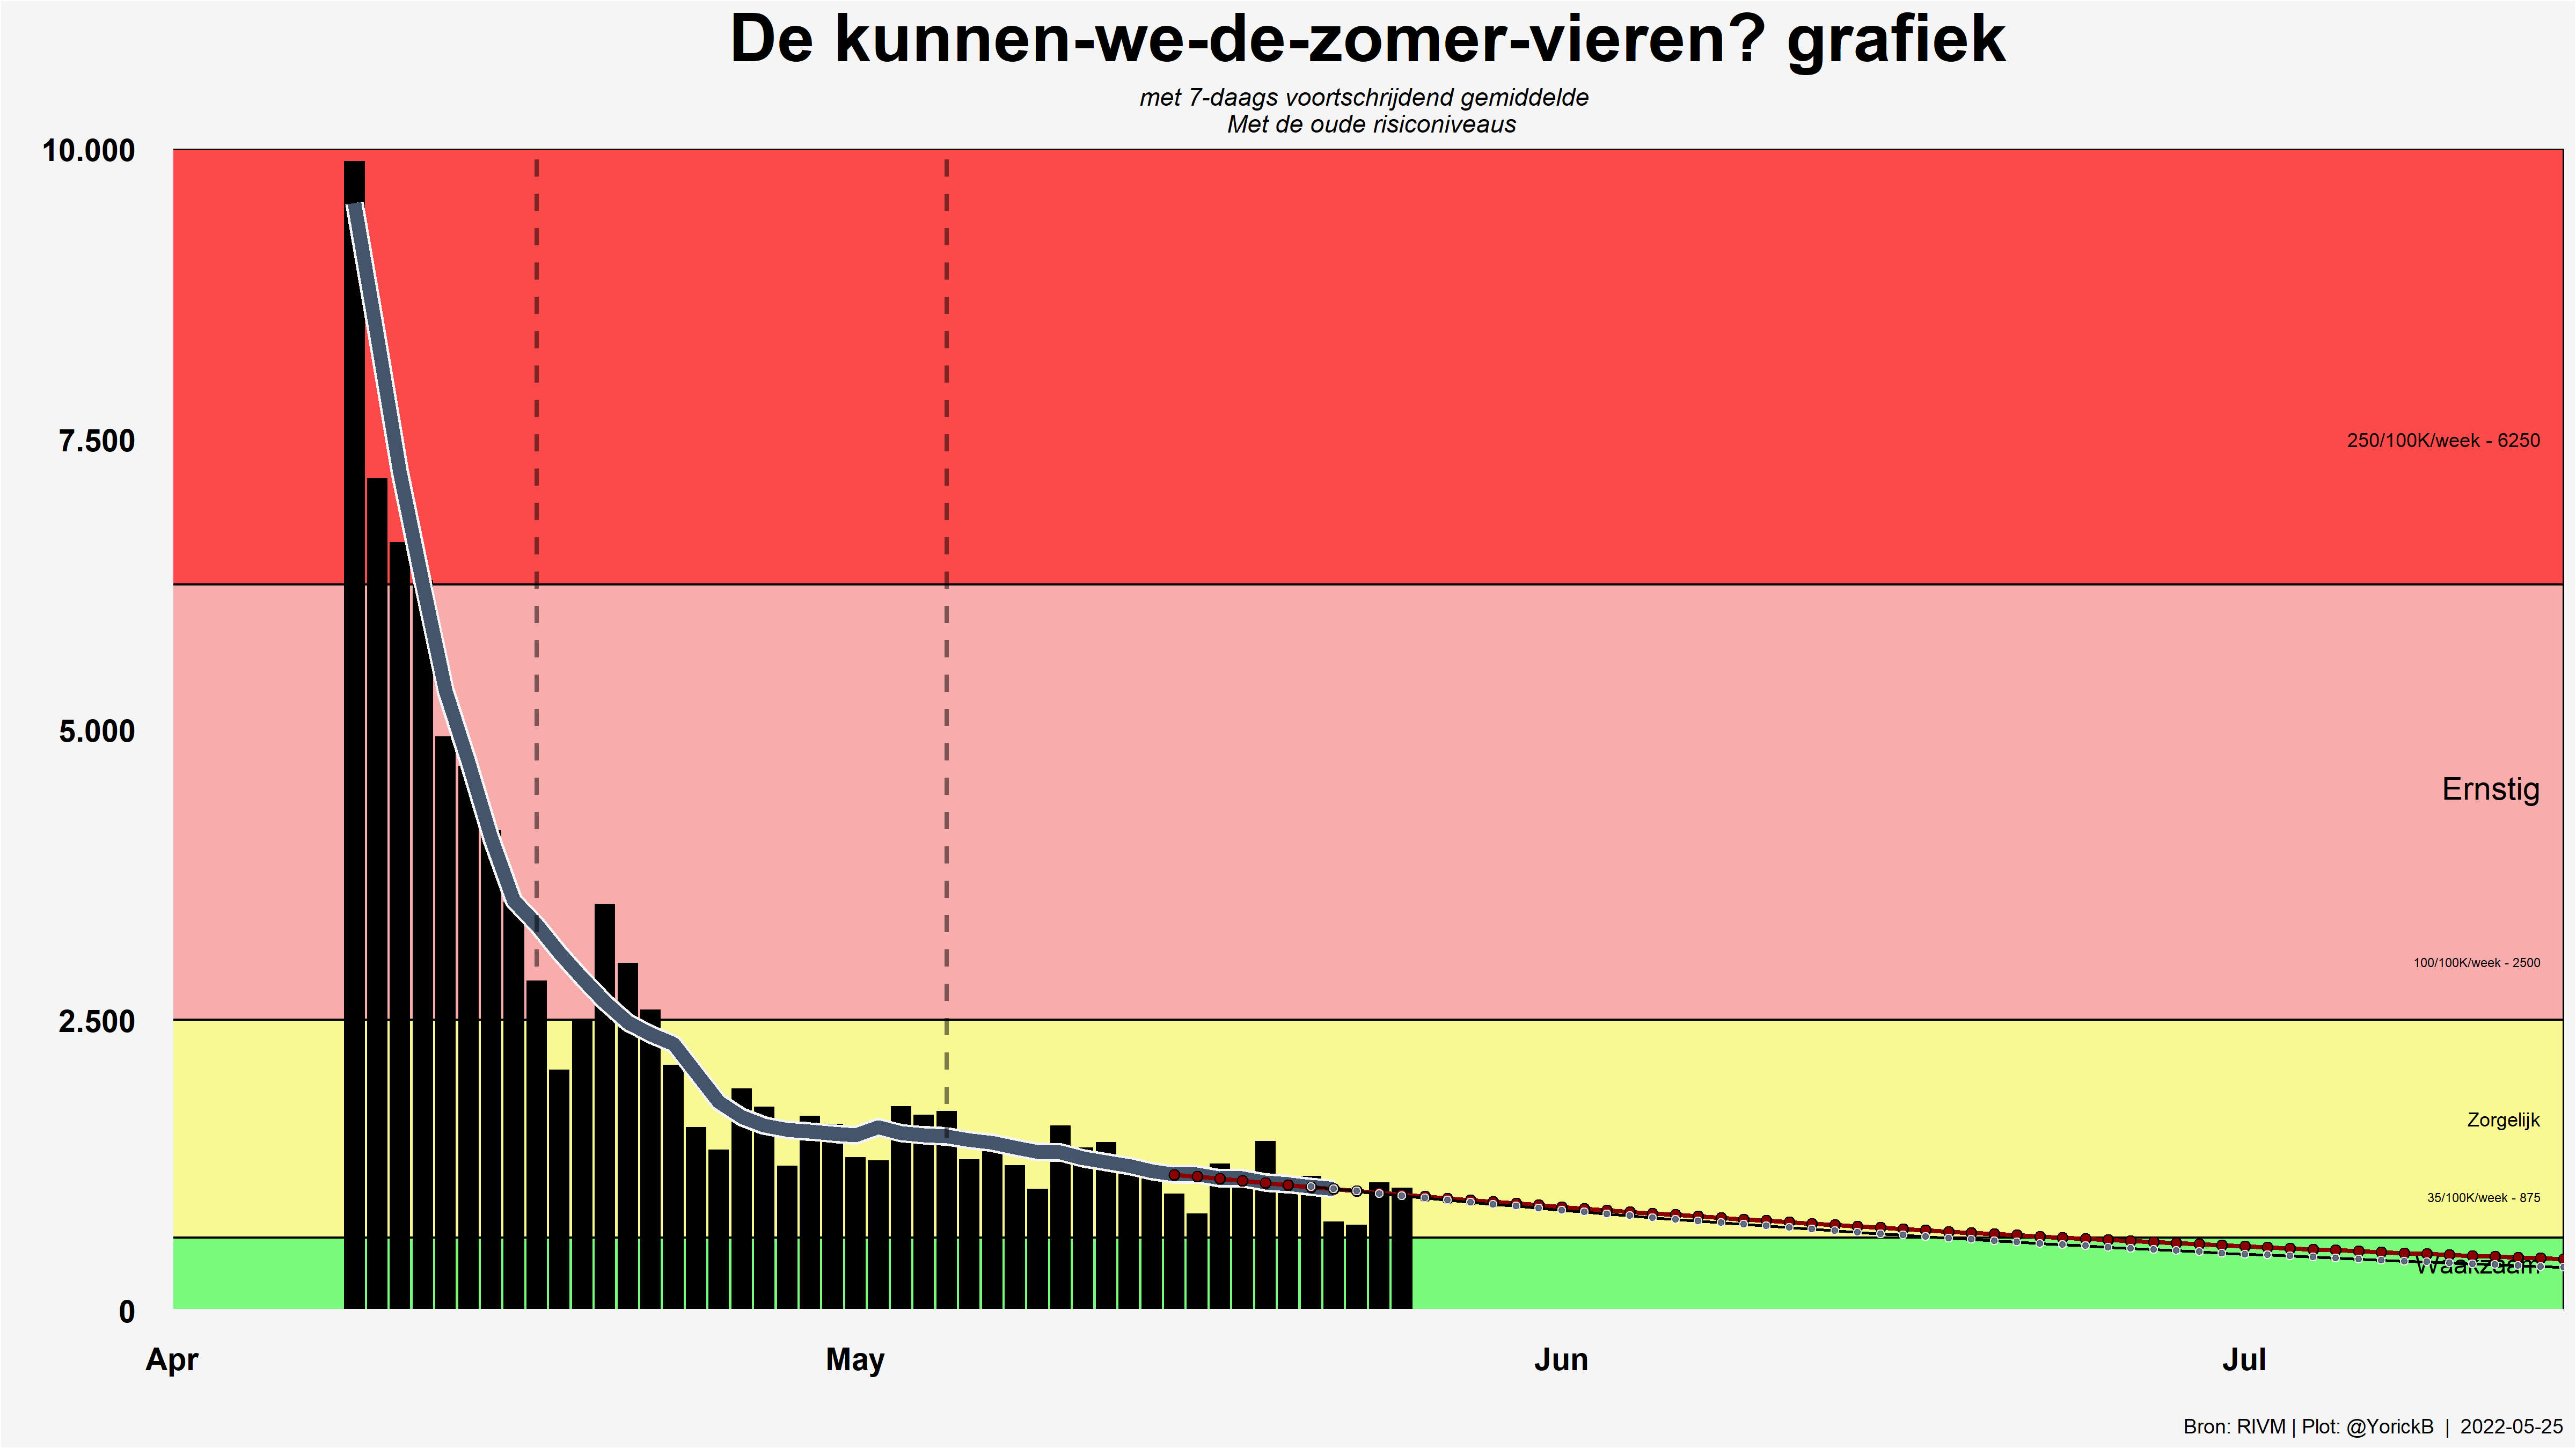 De kunnen-we-de-zomer-vieren? grafiek
met 7-daags voortschrijdend gemiddelde
Met de oude risiconiveaus
10.000
7.500
250/100K/week - 6250
5.000
Ernstig
100/100K/week - 2500
2.500
Zorgelijk
35/100K/week - 875
Waakzaam
0
Apr May Jun Jul
Bron: RIVM | Plot: @YorickB | 2022-05-25